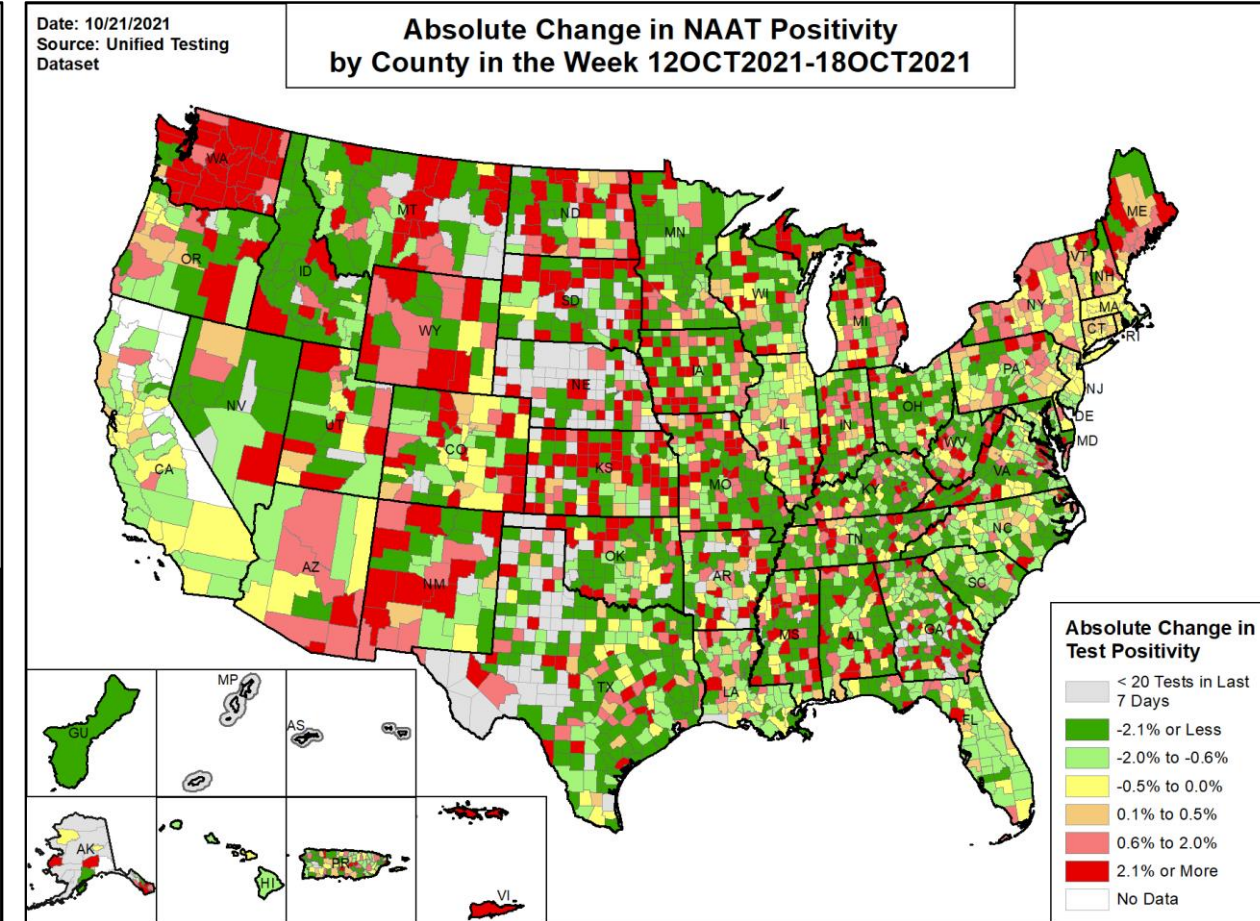 Date: 10/21/2021
Source: Unified Testing
Dataset
Absolute Change in NAAT Positivity
by County in the Week 12OCT2021-18OCT2021
WA
MT
ND
MN
ME
OR
ID
SD
WI
VT
NH
NY
MA
CT
RI
MI
WY
IA
PA
NJ
NE
NV
UT
OH
DE
MD
IL
IN
WV
CO
CA
KS
MO
VA
KY
NC
TN
AZ
NM
OK
AR
SC
MS
AL
GA
TX
LA
FL
GU
MP
AS
AK
HI
PR
VI
Absolute Change in
Test Positivity
< 20 Tests in Last
7 Days
-2.1% or Less
-2.0% to -0.6%
-0.5% to 0.0%
0.1% to 0.5%
0.6% to 2.0%
2.1% or More
No Data